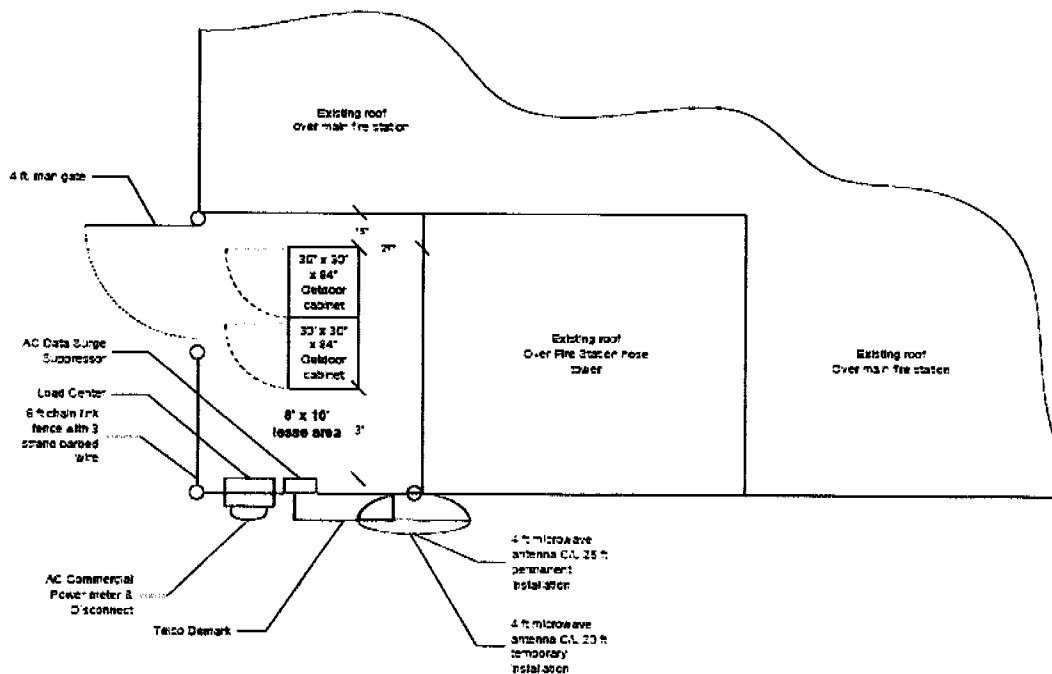 Existing roof
over main fire station
4 ft. man gate
15"
21"
30" x 30"
x 84"
Outdoor
cabinet
30" x 30"
x 84"
Outdoor
cabinet
AC Data Surge
Suppressor
Existing roof
Over Fire Station hose
tower
Existing roof
Over main fire station
Load Center
6 ft chain link
fence with 3
strand barbed
wire
8' x 10'
lease area
3"
4 ft microwave
antenna C/L 25 ft
permanent
installation
AC Commercial
Power meter &
Disconnect
Telco Demark
4 ft microwave
antenna C/L 20 ft
temporary
installation